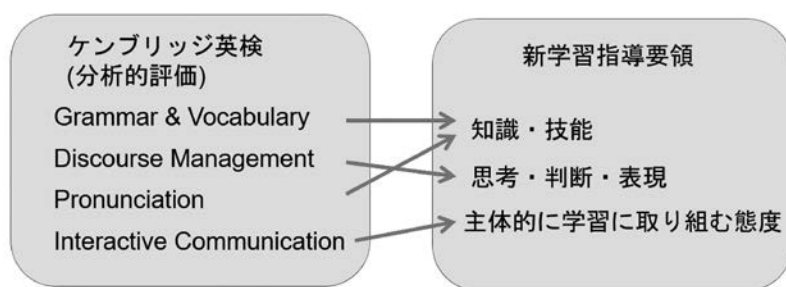 ケンブリッジ英検
(分析的評価)
Grammar & Vocabulary
Discourse Management
Pronunciation
Interactive Communication
新学習指導要領
知識・技能
思考・判断・表現
主体的に学習に取り組む態度